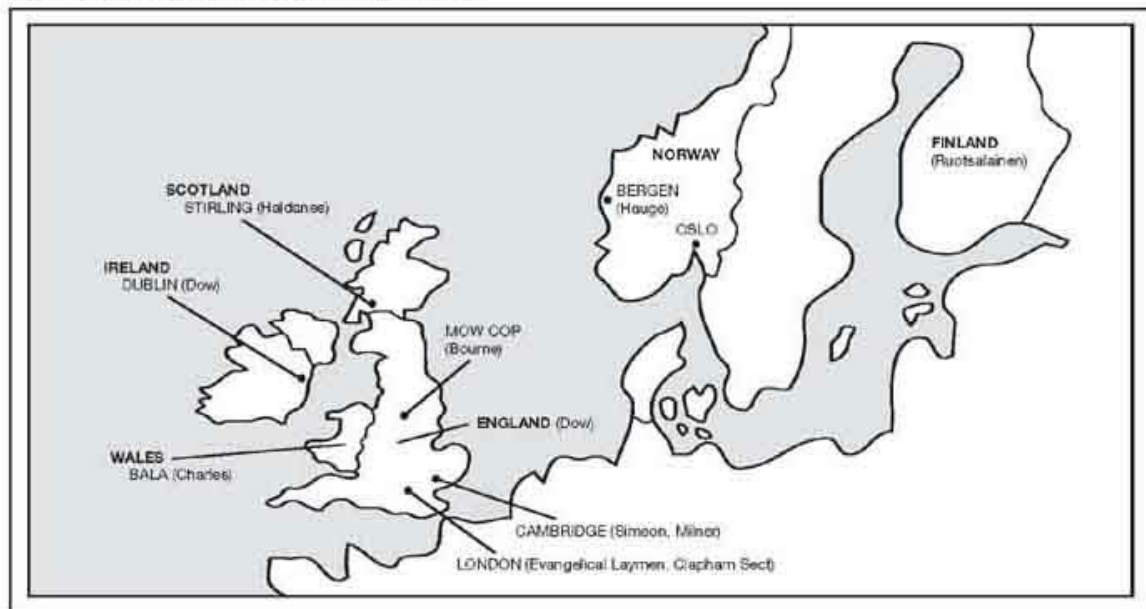 NORWAY
FINLAND
(Ruotsalainen)
BERGEN
(Hauge)
OSLO
SCOTLAND
STIRLING (Haldanes)
IRELAND
DUBLIN (Dow)
MOW COP
(Bourne)
ENGLAND (Dow)
WALES
BALA (Charles)
CAMBRIDGE (Simeon, Milner)
LONDON (Evangelical Laymen, Clapham Sect)